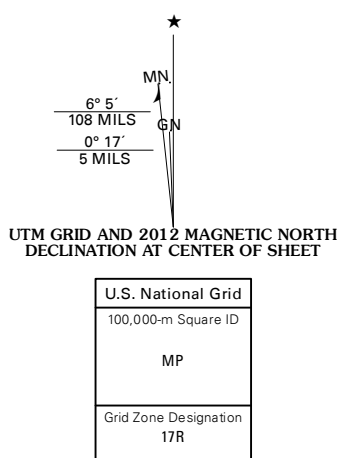 ★
MN.
6° 5´
108 MILS
GN
0° 17´
5 MILS
UTM GRID AND 2012 MAGNETIC NORTH
DECLINATION AT CENTER OF SHEET
U.S. National Grid
100,000-m Square ID
MP
Grid Zone Designation
17R